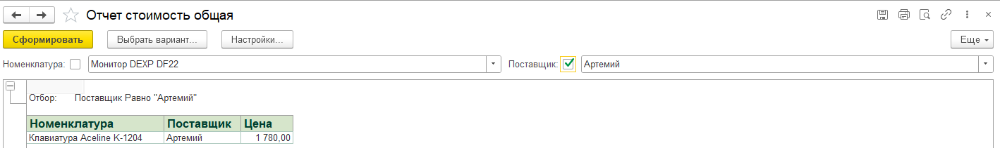 Отчет стоимость общая
Сформировать Выбрать вариант... Настройки... Еще
Номенклатура: Монитор DEXP DF22 Поставщик: Артемий
Отбор: Поставщик Равно "Артемий"
Номенклатура Поставщик Цена
Клавиатура Aceline K-1204 Артемий 1 780,00